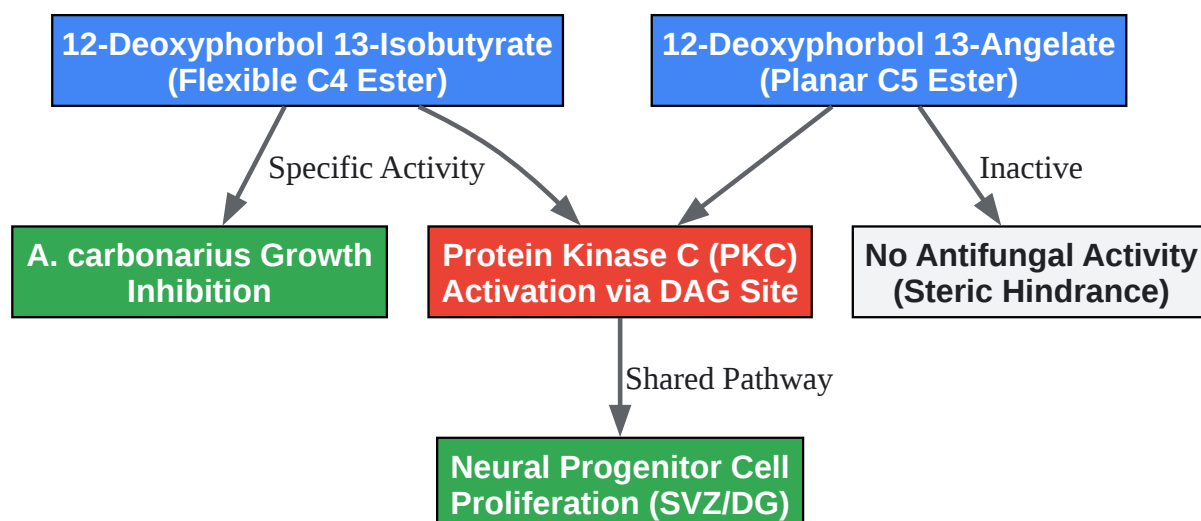 12-Deoxyphorbol 13-Isobutyrate
(Flexible C4 Ester)
12-Deoxyphorbol 13-Angelate
(Planar C5 Ester)
Specific Activity
Inactive
A. carbonarius Growth
Inhibition
Protein Kinase C (PKC)
Activation via DAG Site
No Antifungal Activity
(Steric Hindrance)
Shared Pathway
Neural Progenitor Cell
Proliferation (SVZ/DG)